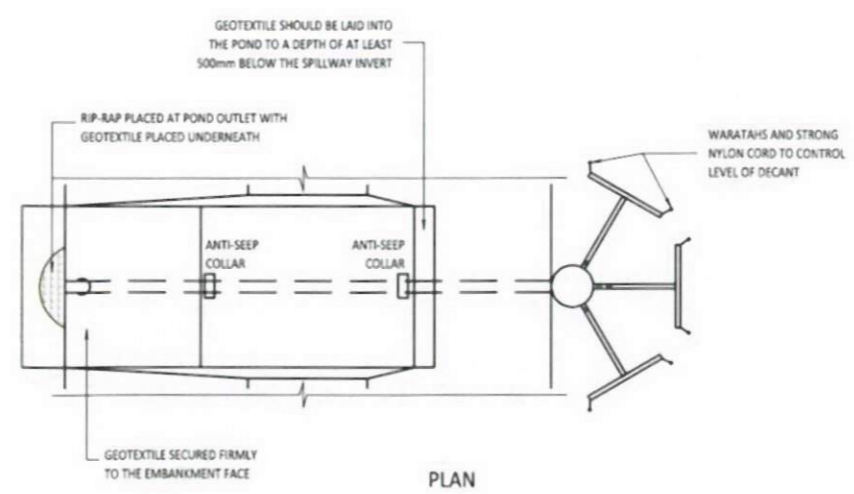 GEOTEXTILE SHOULD BE LAID INTO
THE POND TO A DEPTH OF AT LEAST
500mm BELOW THE SPILLWAY INVERT
RIP-RAP PLACED AT POND OUTLET WITH
GEOTEXTILE PLACED UNDERNEATH
WARATAHS AND STRONG
NYLON CORD TO CONTROL
LEVEL OF DECANT
ANTI-SEEP
COLLAR
ANTI-SEEP
COLLAR
GEOTEXTILE SECURED FIRMLY
TO THE EMBANKMENT FACE
PLAN